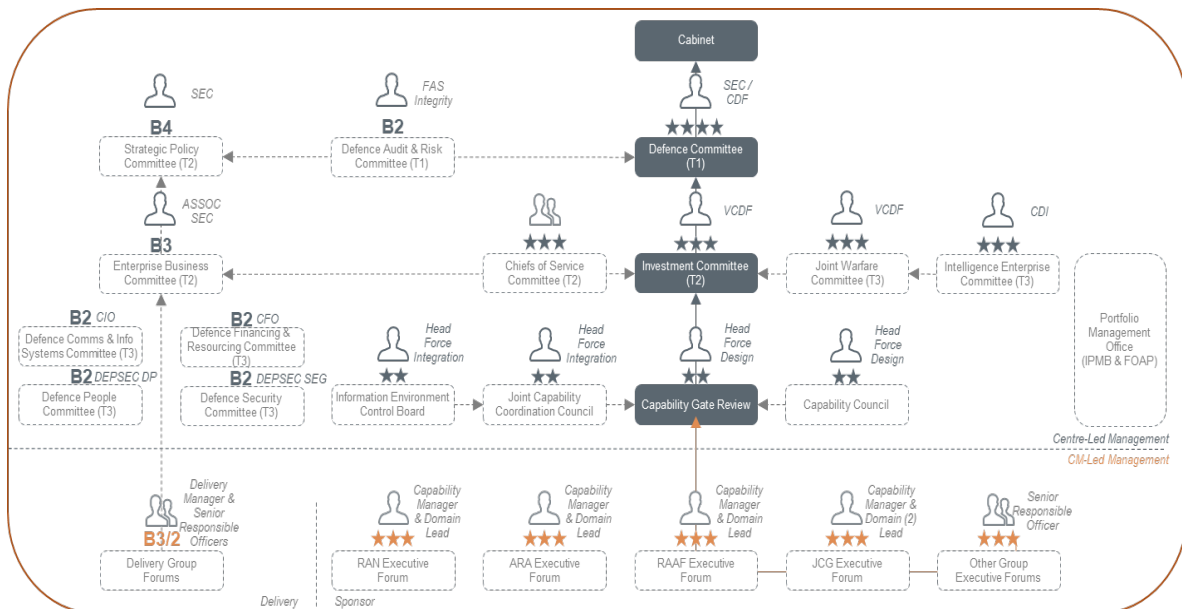 Cabinet
SEC
FAS
Integrity
SEC /
CDF
B4
B2
Strategic Policy
Committee (T2)
Defence Audit & Risk
Committee (T1)
Defence Committee
(T1)
ASSOC
SEC
VCDF
VCDF
CDI
B3
Enterprise Business
Committee (T2)
Chiefs of Service
Committee (T2)
Investment Committee
(T2)
Joint Warfare
Committee (T3)
Intelligence Enterprise
Committee (T3)
B2 CIO
Defence Comms & Info
Systems Committee (T3)
B2 CFO
Defence Financing &
Resourcing Committee
(T3)
B2 DEPSEC DP
Defence People
Committee (T3)
B2 DEPSEC SEG
Defence Security
Committee (T3)
Head
Force
Integration
Head
Force
Integration
Head
Force
Design
Head
Force
Design
Information Environment
Control Board
Joint Capability
Coordination Council
Capability Gate Review
Capability Council
Portfolio
Management
Office
(IPMB & FOAP)
Centre-Led Management
CM-Led Management
Delivery
Manager &
Senior
Responsible
Officers
B3/2
Delivery Group
Forums
Capability
Manager
& Domain
Lead
RAN Executive
Forum
Capability
Manager
& Domain
Lead
ARA Executive
Forum
Capability
Manager
& Domain
Lead
RAAF Executive
Forum
Capability
Manager &
Domain (2)
Lead
JCG Executive
Forum
Senior
Responsible
Officer
Other Group
Executive Forums
Delivery
Sponsor